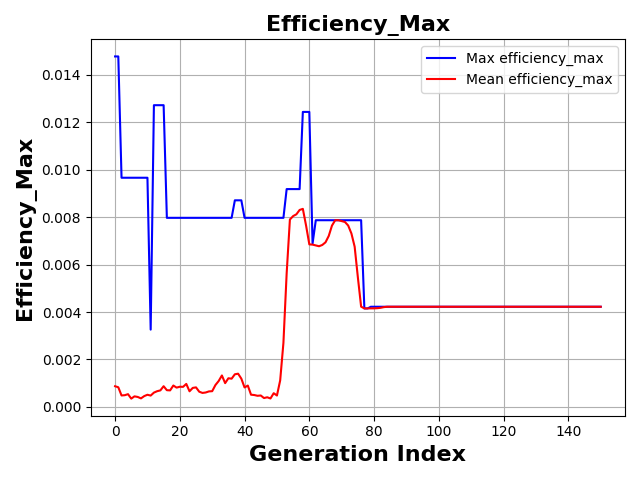 Efficiency_Max
Max efficiency_max
Mean efficiency_max
Efficiency_Max
0.014
0.012
0.010
0.008
0.006
0.004
0.002
0.000
0 20 40 60 80 100 120 140
Generation Index